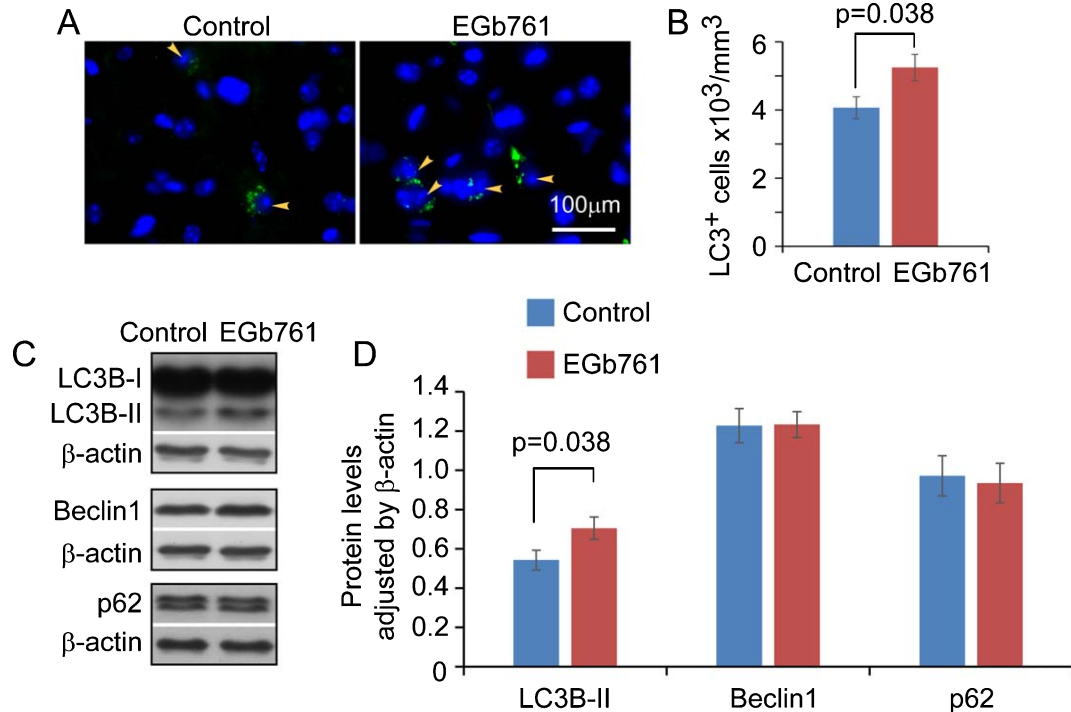 A
Control
EGb761
100μm
B
p=0.038
LC3+ cells x103/mm3
6
4
2
0
Control EGb761
C
Control EGb761
LC3B-I
LC3B-II
β-actin
Beclin1
β-actin
p62
β-actin
D
Control
EGb761
Protein levels
adjusted by β-actin
1.4
1.2
1.0
0.8
0.6
0.4
0.2
0
p=0.038
LC3B-II
Beclin1
p62